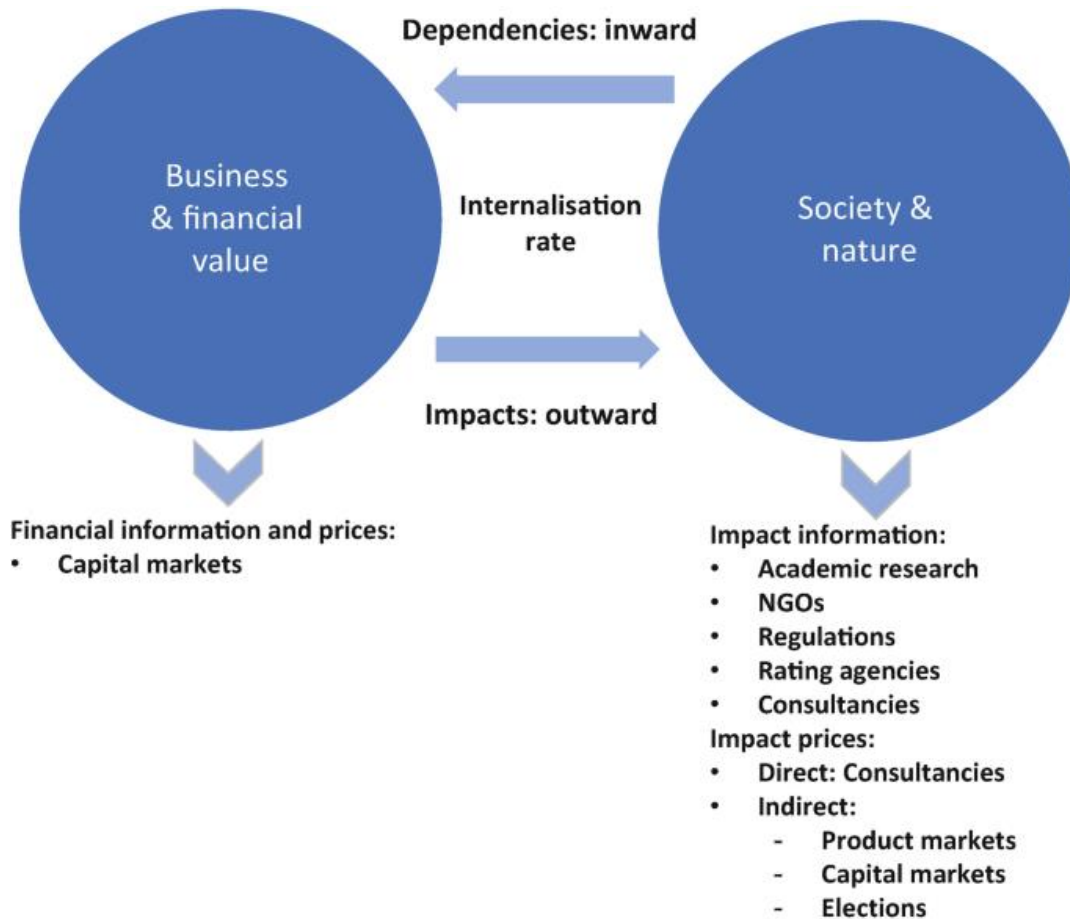 Dependencies: inward
Business
& financial
value
Internalisation
rate
Society &
nature
Impacts: outward
Financial information and prices:
• Capital markets
Impact information:
• Academic research
• NGOs
• Regulations
• Rating agencies
• Consultancies
Impact prices:
• Direct: Consultancies
• Indirect:
- Product markets
- Capital markets
- Elections